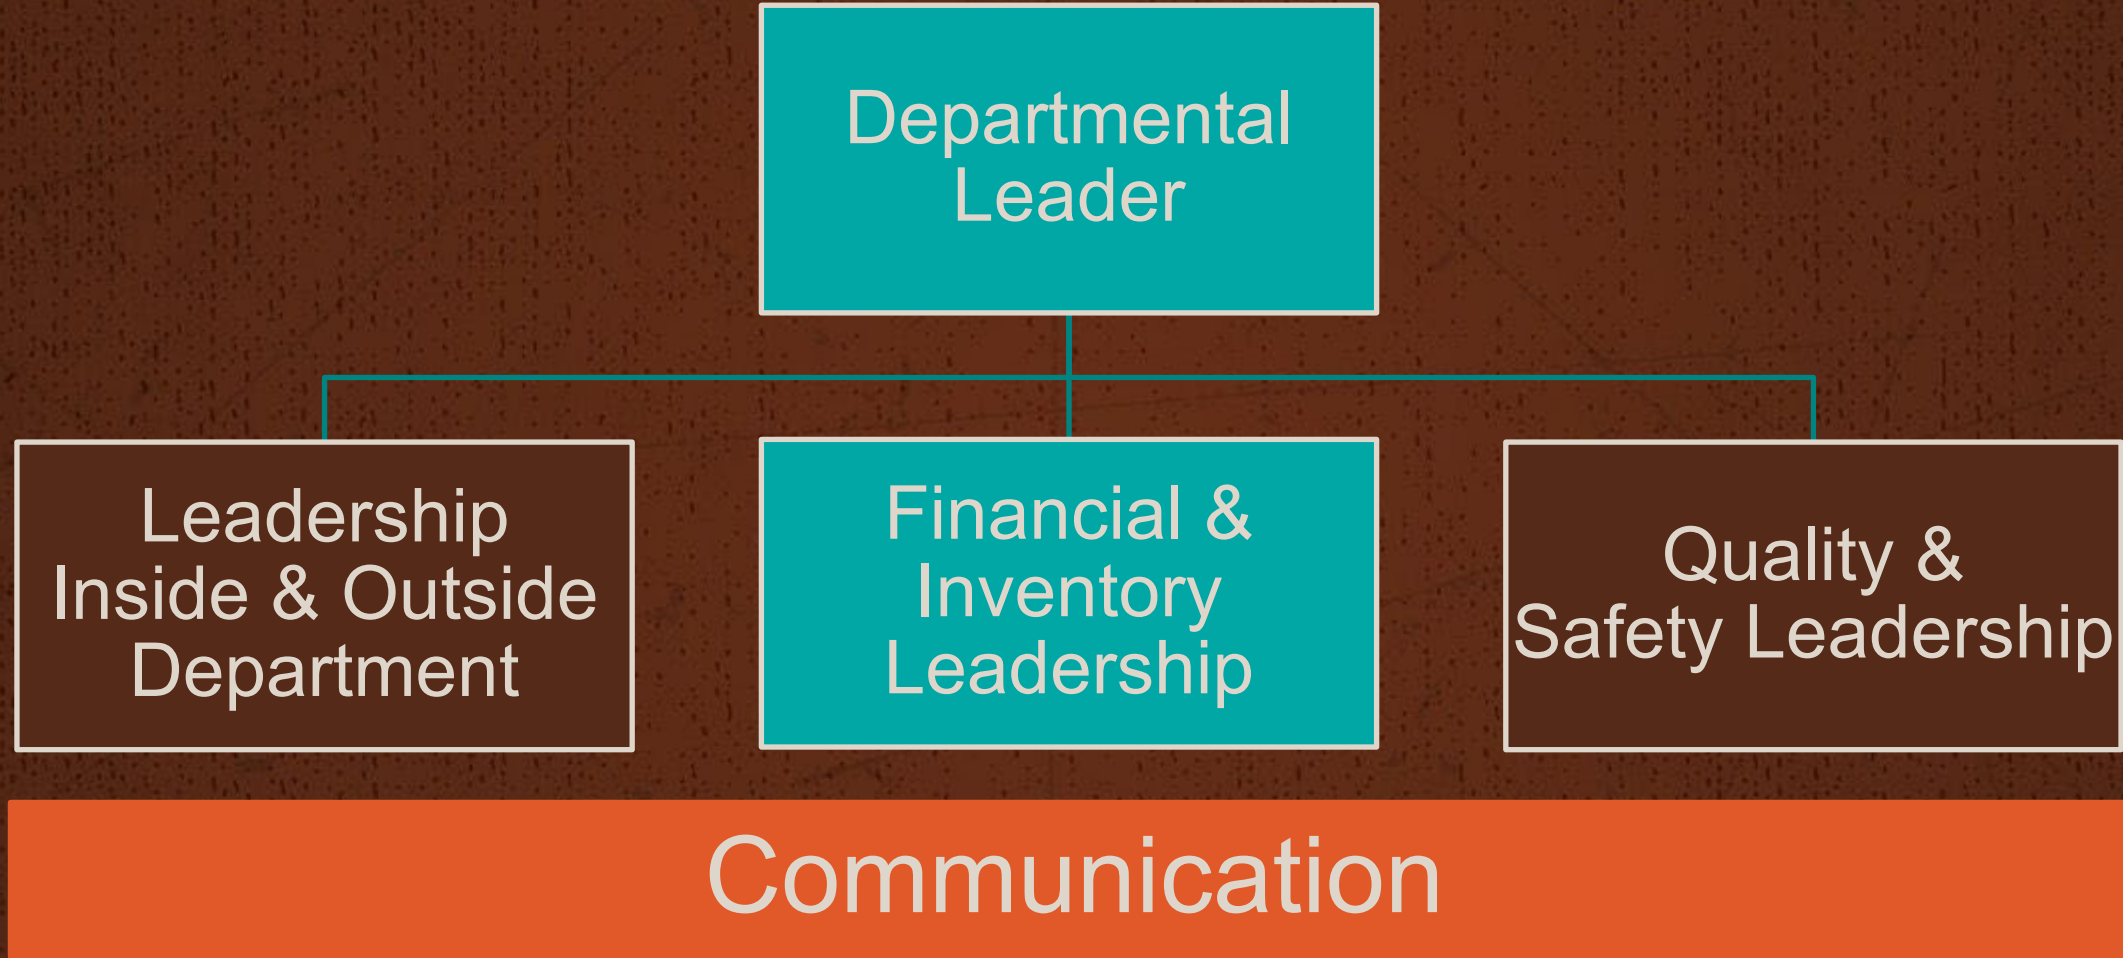 Departmental
Leader
Leadership
Inside & Outside
Department
Financial &
Inventory
Leadership
Quality &
Safety Leadership
Communication